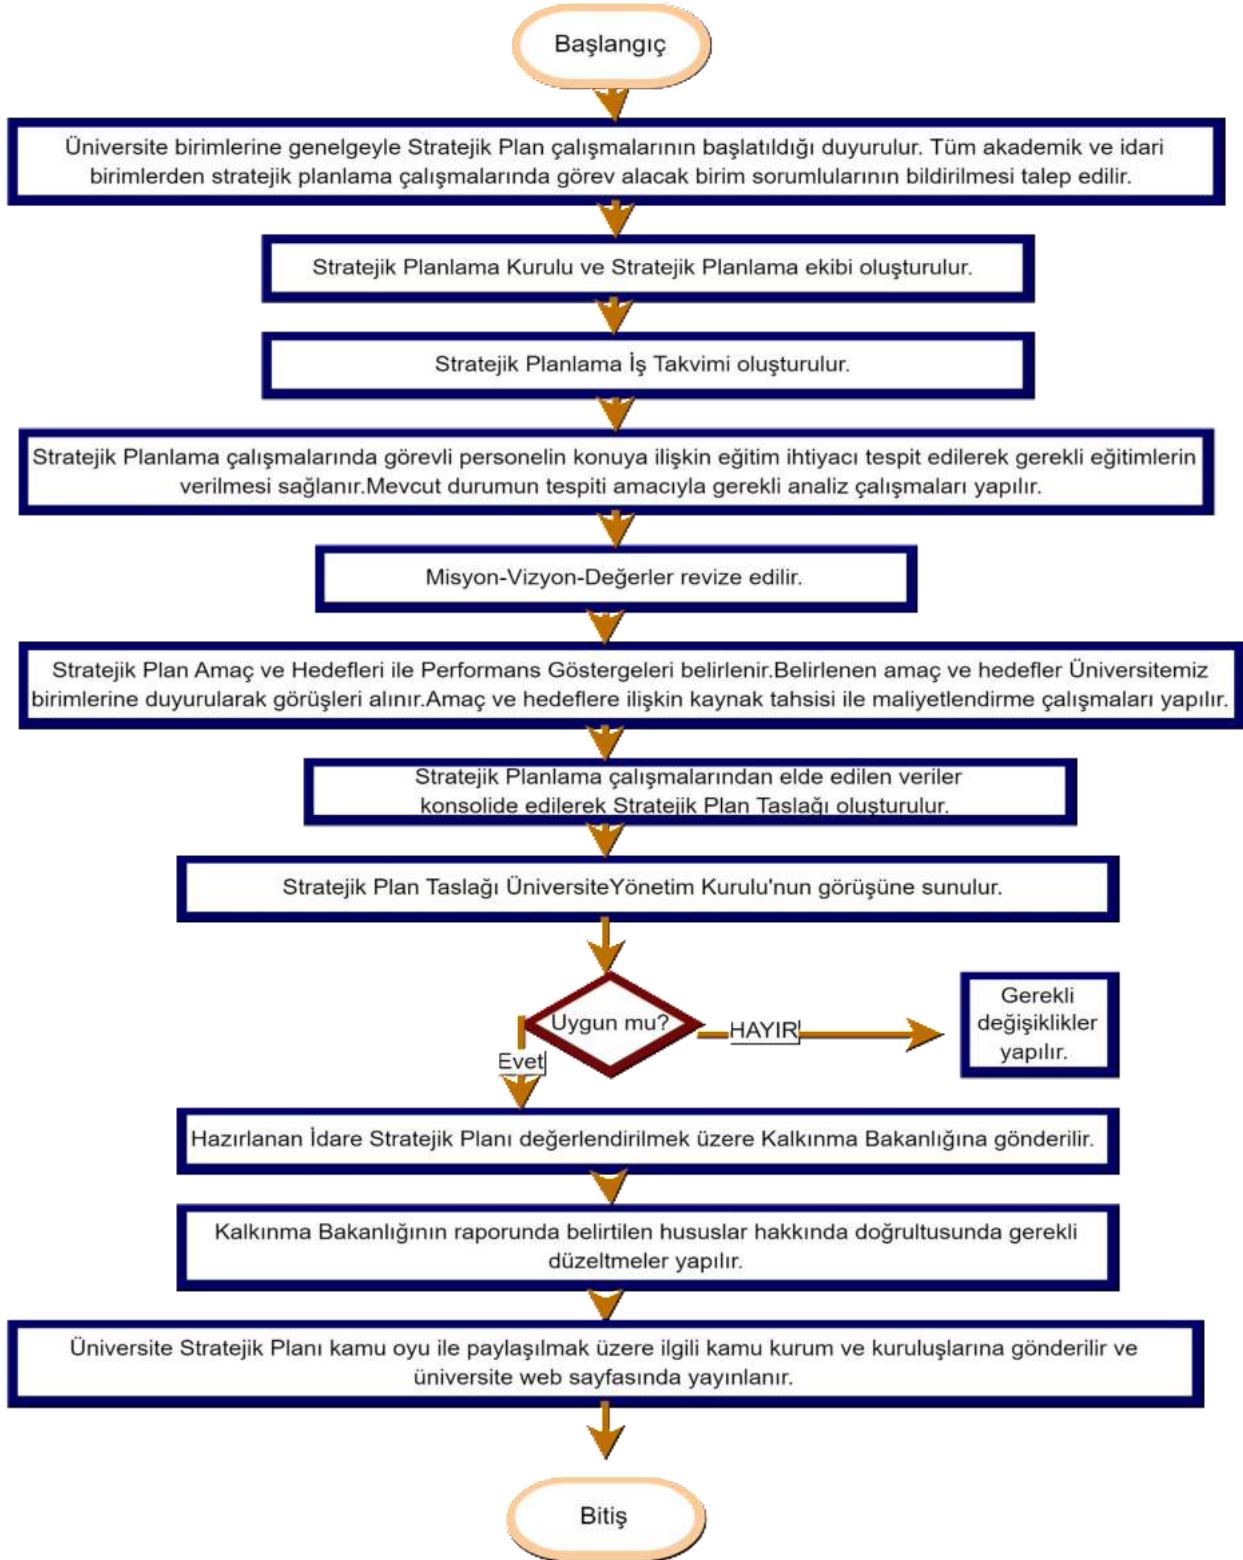 Başlangıç
Üniversite birimlerine genelgeyle Stratejik Plan çalışmalarının başlatıldığı duyurulur. Tüm akademik ve idari
birimlerden stratejik planlama çalışmalarında görev alacak birim sorumlularının bildirilmesi talep edilir.
Stratejik Planlama Kurulu ve Stratejik Planlama ekibi oluşturulur.
Stratejik Planlama İş Takvimi oluşturulur.
Stratejik Planlama çalışmalarında görevli personelin konuya ilişkin eğitim ihtiyacı tespit edilerek gerekli eğitimlerin
verilmesi sağlanır.Mevcut durumun tespiti amacıyla gerekli analiz çalışmaları yapılır.
Misyon-Vizyon-Değerler revize edilir.
Stratejik Plan Amaç ve Hedefleri ile Performans Göstergeleri belirlenir.Belirlenen amaç ve hedefler Üniversitemiz
birimlerine duyurularak görüşleri alınır.Amaç ve hedeflere ilişkin kaynak tahsisi ile maliyetlendirme çalışmaları yapılır.
Stratejik Planlama çalışmalarından elde edilen veriler
konsolide edilerek Stratejik Plan Taslağı oluşturulur.
Stratejik Plan Taslağı ÜniversiteYönetim Kurulu'nun görüşüne sunulur.
Uygun mu?
HAYIR
Gerekli
değişiklikler
yapılır.
Evet
Hazırlanan İdare Stratejik Planı değerlendirilmek üzere Kalkınma Bakanlığına gönderilir.
Kalkınma Bakanlığının raporunda belirtilen hususlar hakkında doğrultusunda gerekli
düzeltmeler yapılır.
Üniversite Stratejik Planı kamu oyu ile paylaşılmak üzere ilgili kamu kurum ve kuruluşlarına gönderilir ve
üniversite web sayfasında yayınlanır.
Bitiş